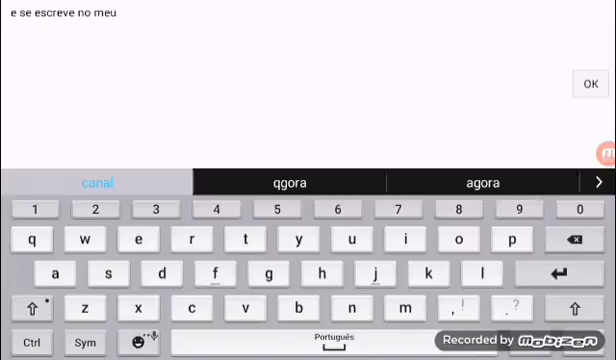 e se escreve no meu
OK
canal qgora agora >
1 2 3 4 5 6 7 8 9 0
q w e r t y u i o p
a s d f g h j k l
z x c v b n m , ! . ?
Ctrl Sym Português
Recorded by mobizen